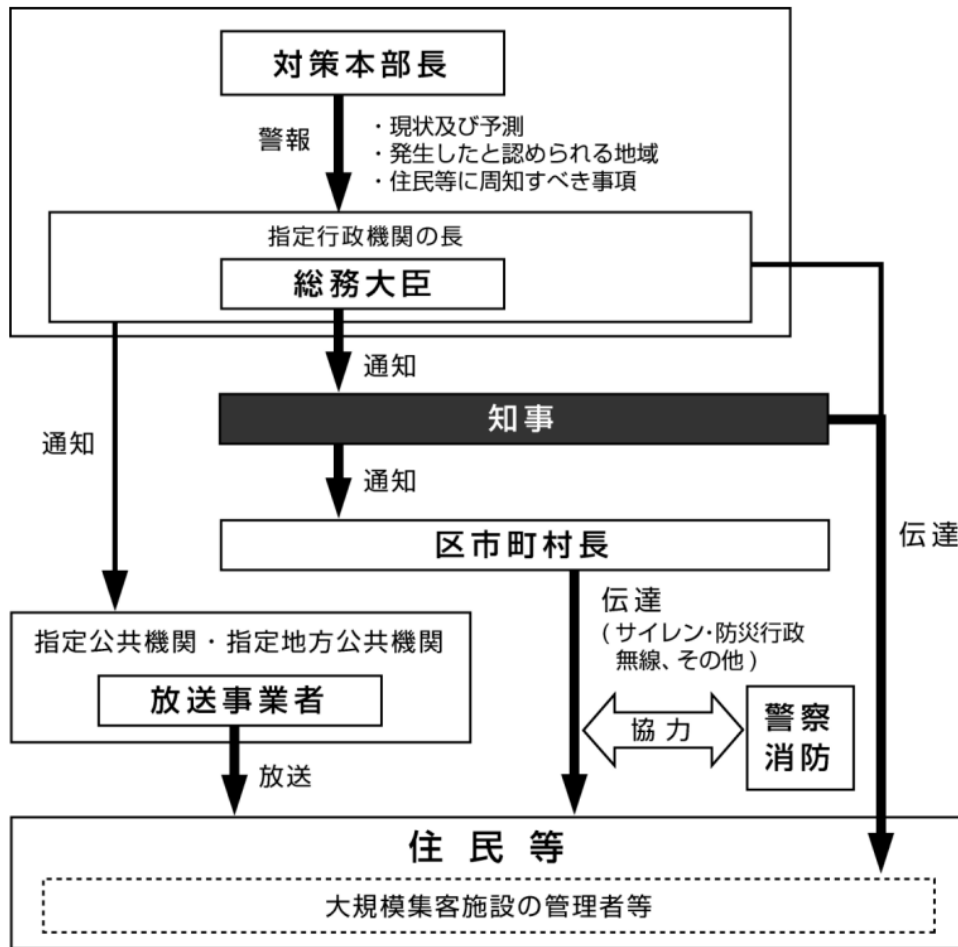 対策本部長
警報
・現状及び予測
・発生したと認められる地域
・住民等に周知すべき事項
指定行政機関の長
総務大臣
通知
知事
通知
通知
区市町村長
伝達
伝達
(サイレン・防災行政
無線、その他)
指定公共機関・指定地方公共機関
放送事業者
協力
警察
消防
放送
住民等
大規模集客施設の管理者等